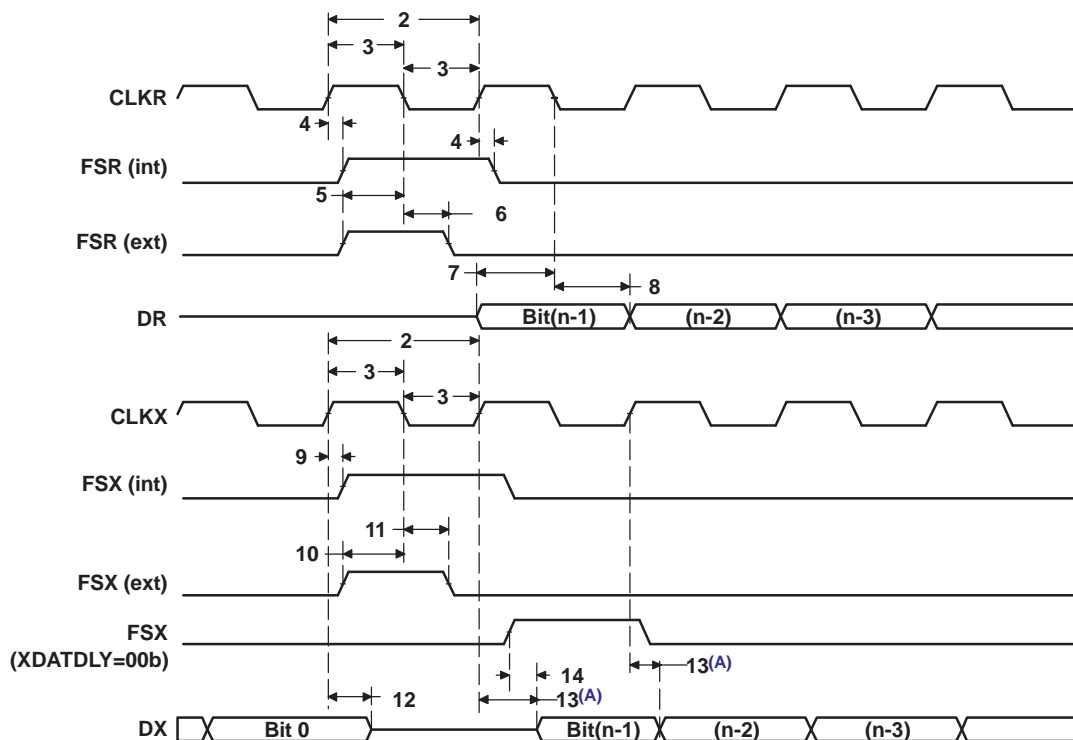 2
3
3
CLKR
4
4
FSR (int)
5
6
FSR (ext)
7
8
DR
Bit(n-1)
(n-2)
(n-3)
2
3
3
CLKX
9
FSX (int)
11
10
FSX (ext)
FSX
(XDATDLY=00b)
13(A)
14
13(A)
12
DX
Bit 0
Bit(n-1)
(n-2)
(n-3)